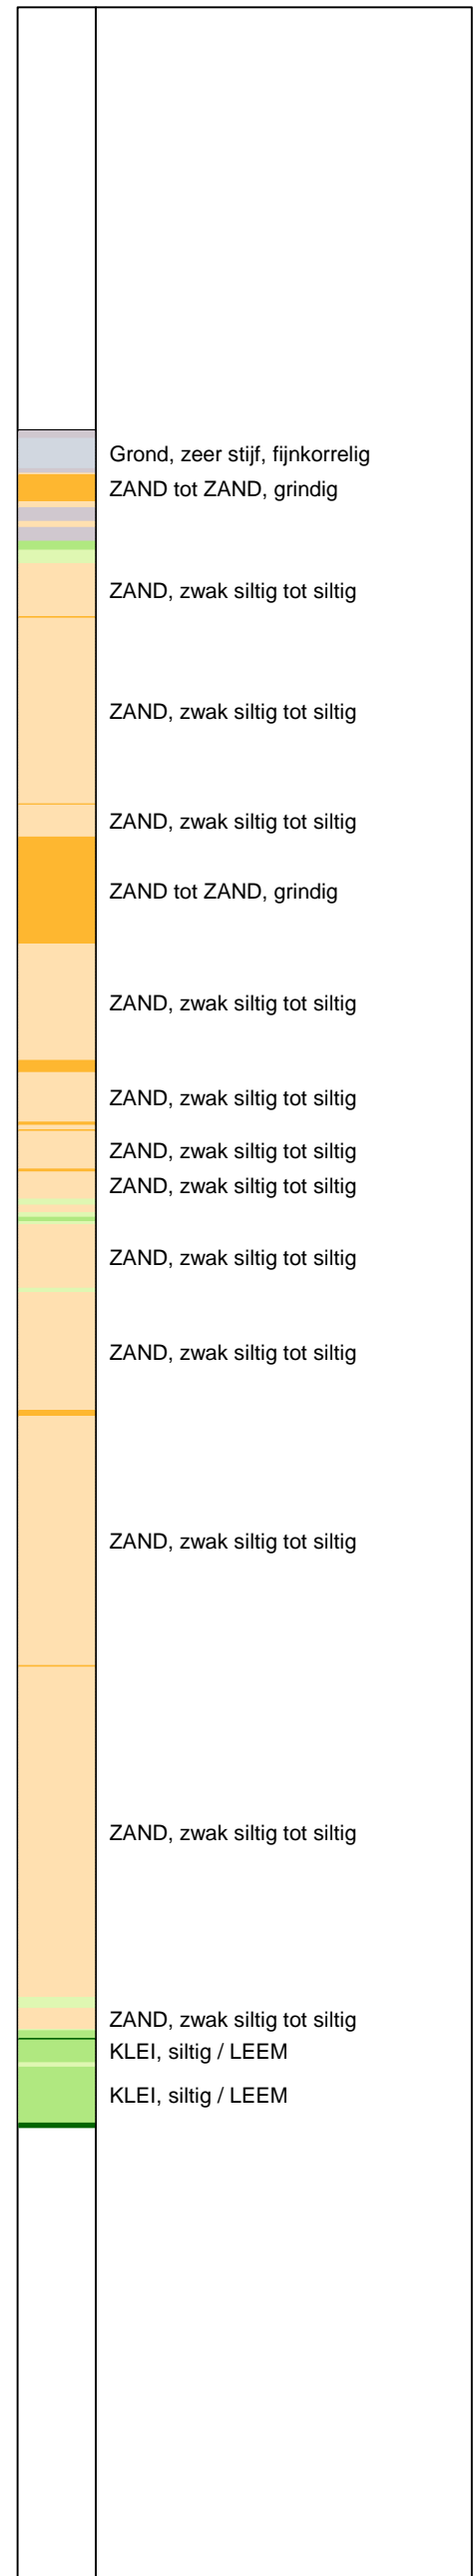 Grond, zeer stijf, fijnkorrelig
ZAND tot ZAND, grindig
ZAND, zwak siltig tot siltig
ZAND, zwak siltig tot siltig
ZAND, zwak siltig tot siltig
ZAND tot ZAND, grindig
ZAND, zwak siltig tot siltig
ZAND, zwak siltig tot siltig
ZAND, zwak siltig tot siltig
ZAND, zwak siltig tot siltig
ZAND, zwak siltig tot siltig
ZAND, zwak siltig tot siltig
ZAND, zwak siltig tot siltig
ZAND, zwak siltig tot siltig
ZAND, zwak siltig tot siltig
KLEI, siltig / LEEM
KLEI, siltig / LEEM